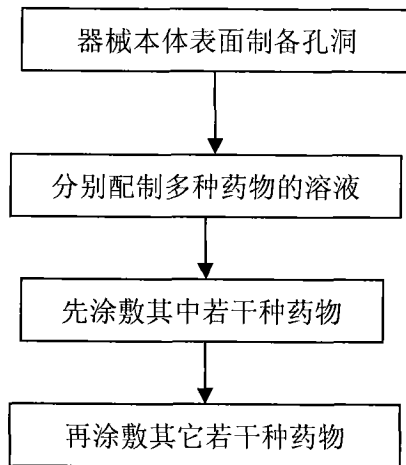 器械本体表面制备孔洞
分别配制多种药物的溶液
先涂敷其中若干种药物
再涂敷其它若干种药物